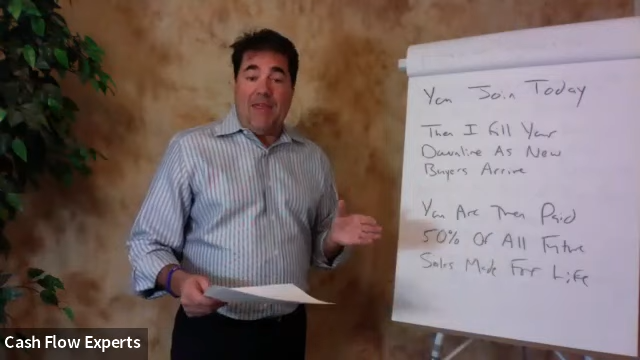 You Join Today
Then I Fill Your
Downline As New
Buyers Arrive
You Are Then Paid
50% Of All Future
Sales Made For Life
Cash Flow Experts